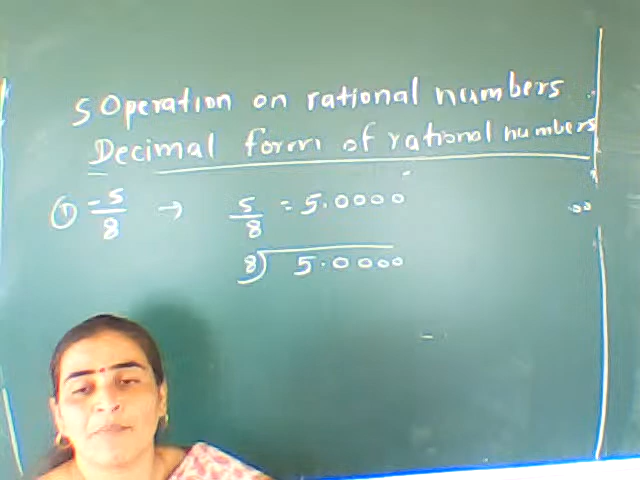 5 Operation on rational numbers.
Decimal form of rational numbers
① -5/8 → 5/8 = 5.0000
8) 5.0000